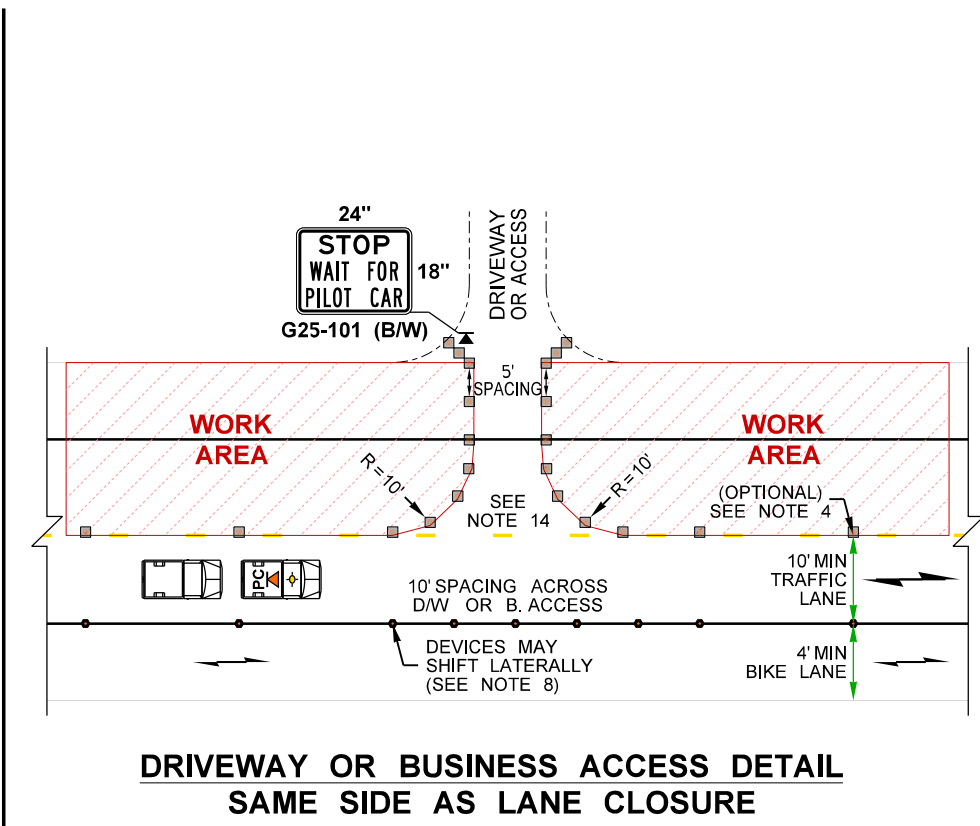 24"
STOP
WAIT FOR
PILOT CAR
18"
G25-101 (B/W)
DRIVEWAY
OR ACCESS
5'
SPACING
WORK
AREA
WORK
AREA
R=10'
R=10'
SEE
NOTE 14
(OPTIONAL)
SEE NOTE 4
PC
10' SPACING ACROSS
D/W OR B. ACCESS
10' MIN
TRAFFIC
LANE
DEVICES MAY
SHIFT LATERALLY
(SEE NOTE 8)
4' MIN
BIKE LANE
DRIVEWAY OR BUSINESS ACCESS DETAIL
SAME SIDE AS LANE CLOSURE